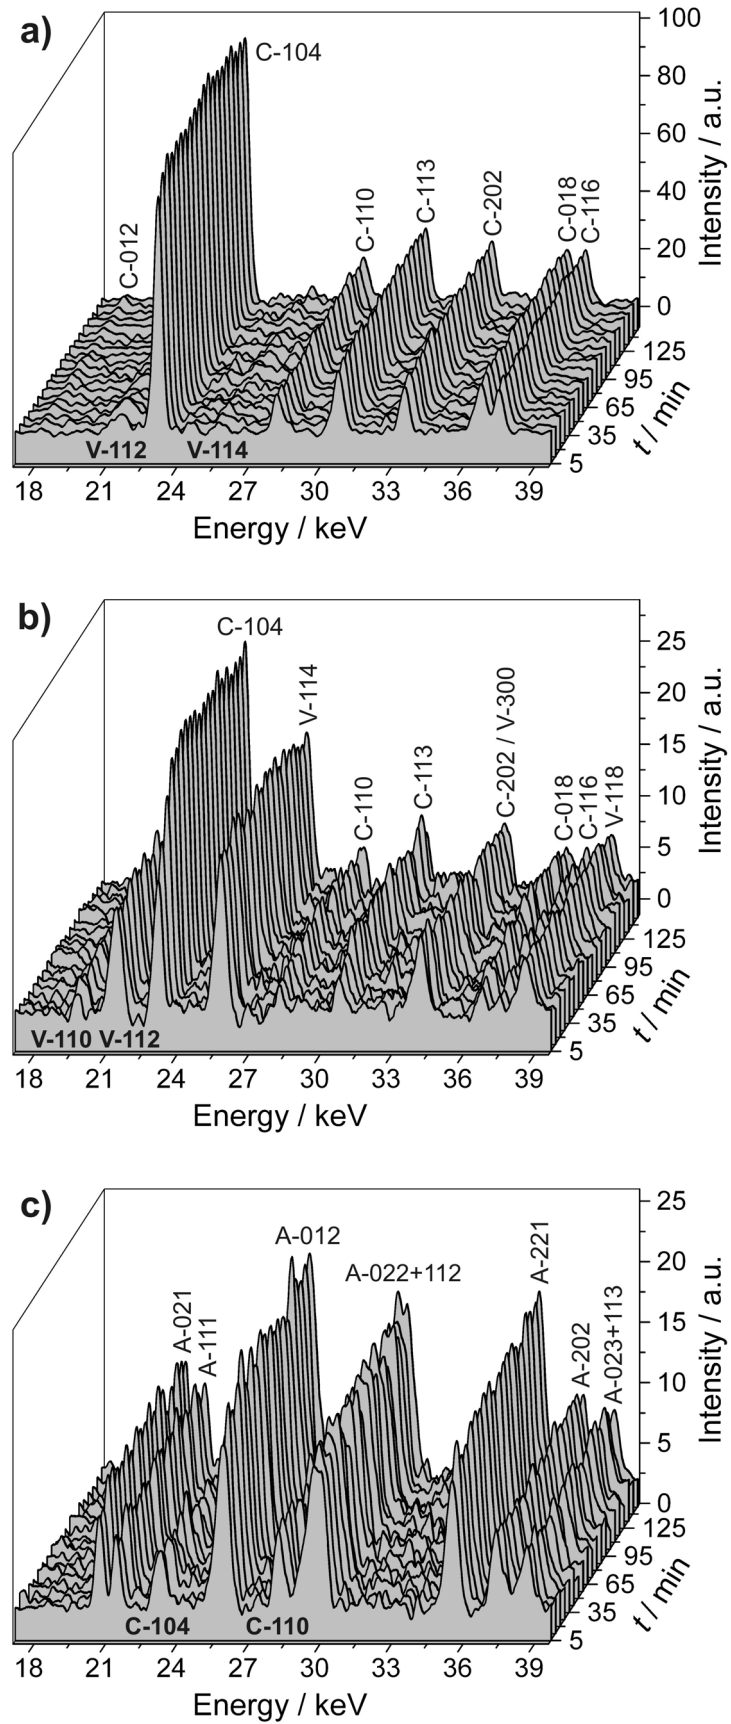 a)
C-104
C-012
C-110
C-113
C-202
C-018
C-116
V-112
V-114
100
80
60
40
20
0
Intensity / a.u.
125
95
65
35
5
t / min
18 21 24 27 30 33 36 39
Energy / keV
b)
C-104
V-114
C-110
C-113
C-202 / V-300
C-018
C-116
V-118
V-110 V-112
25
20
15
10
5
0
Intensity / a.u.
125
95
65
35
5
t / min
18 21 24 27 30 33 36 39
Energy / keV
c)
A-021
A-111
A-012
A-022+112
A-221
A-202
A-023+113
C-104
C-110
25
20
15
10
5
0
Intensity / a.u.
125
95
65
35
5
t / min
18 21 24 27 30 33 36 39
Energy / keV